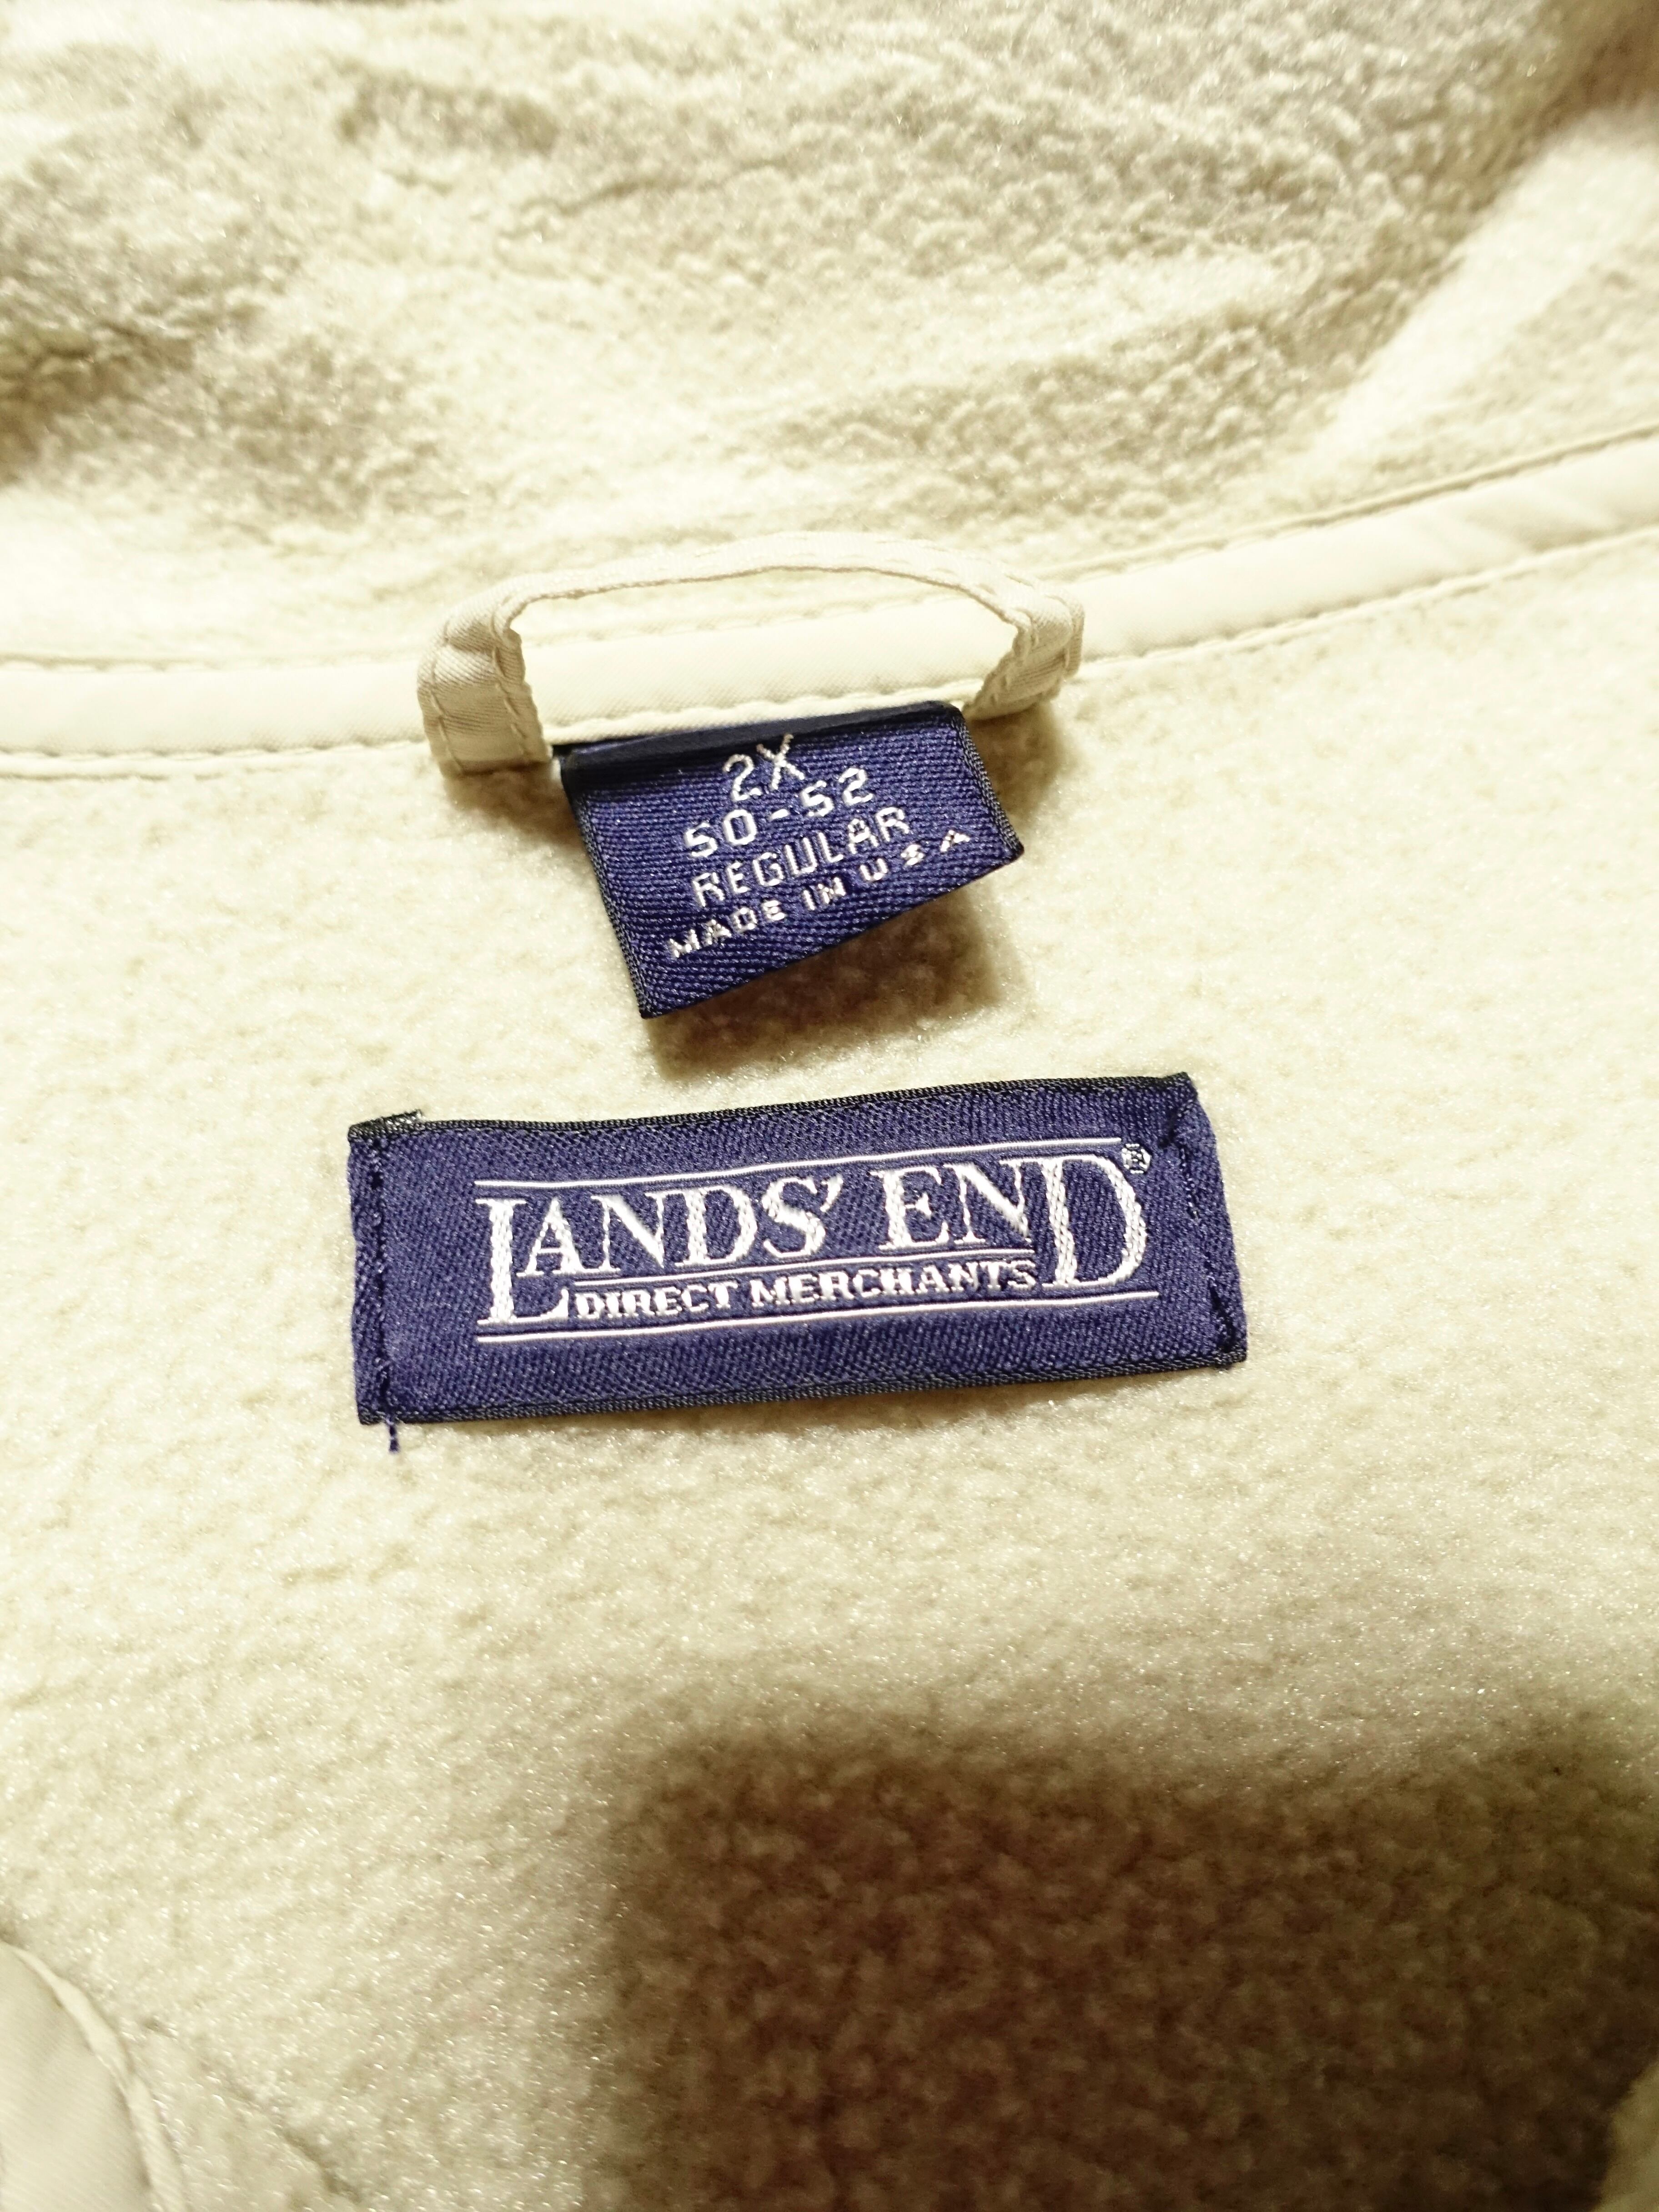 2X
50-52
REGULAR
MADE IN U S A
LANDS' END®
DIRECT MERCHANTS